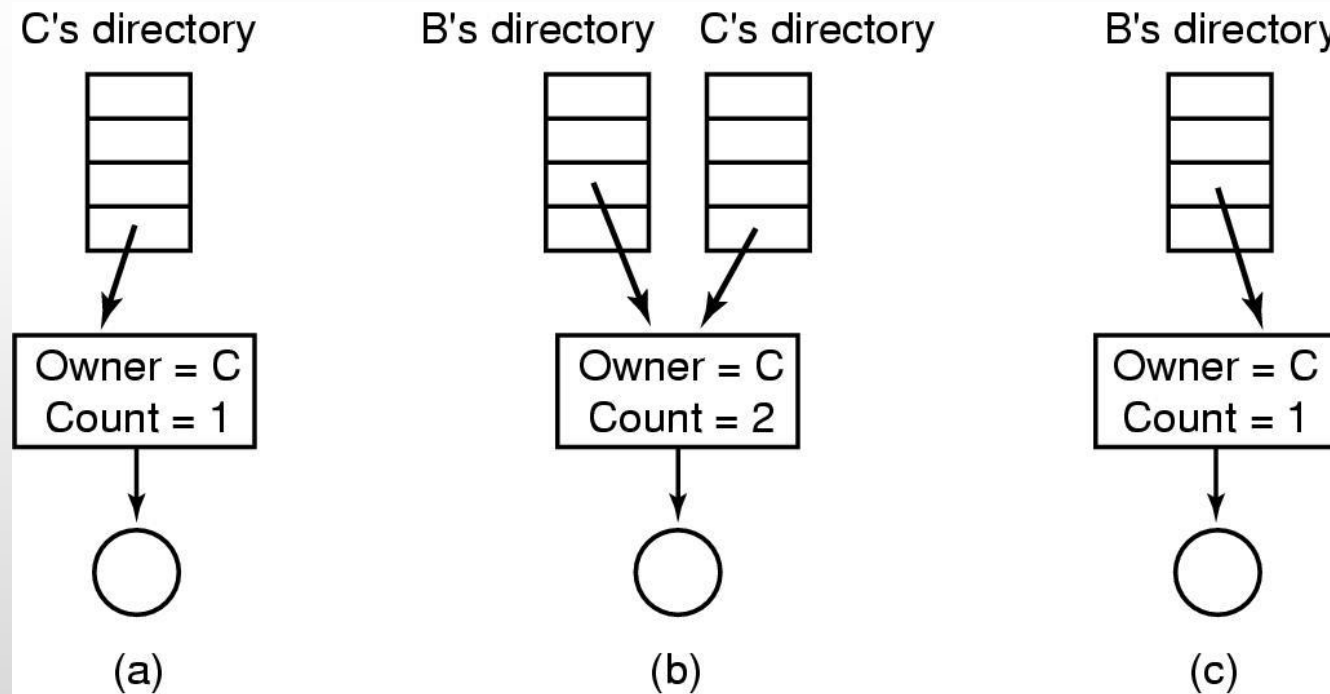 C's directory
B's directory
C's directory
B's directory
Owner = C
Count = 1
Owner = C
Count = 2
Owner = C
Count = 1
(a)
(b)
(c)